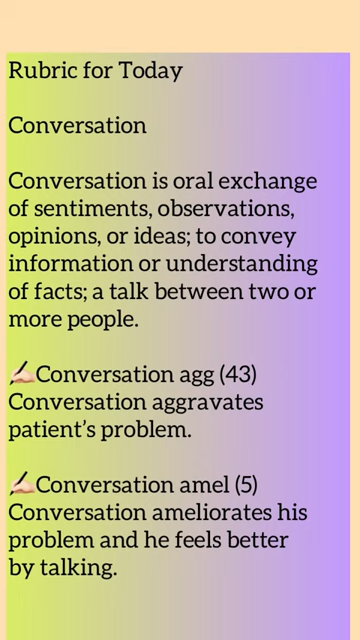 Rubric for Today
Conversation
Conversation is oral exchange
of sentiments, observations,
opinions, or ideas; to convey
information or understanding
of facts; a talk between two or
more people.
✍🏻Conversation agg (43)
Conversation aggravates
patient’s problem.
✍🏻Conversation amel (5)
Conversation ameliorates his
problem and he feels better
by talking.